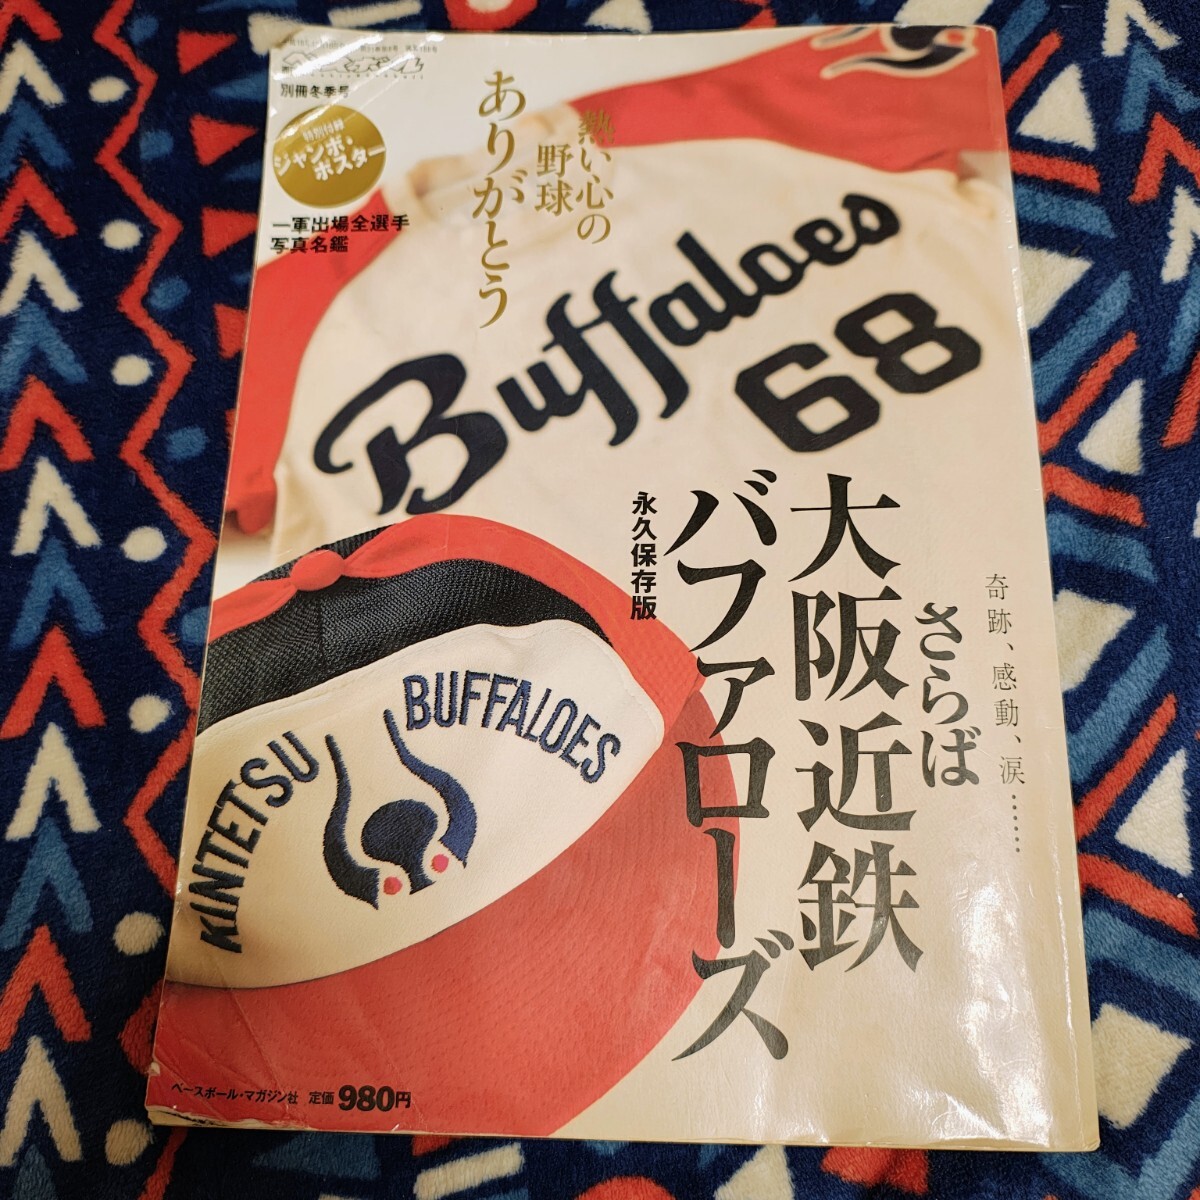 別冊冬季号
特別付録
ジャンボ・
ポスター
一軍出場全選手
写真名鑑
熱い心の
野球
ありがとう
Buffaloes
68
奇跡、感動、涙……
さらば
大阪近鉄
バファローズ
永久保存版
KINTETSU
BUFFALOES
ベースボール・マガジン社 定価980円